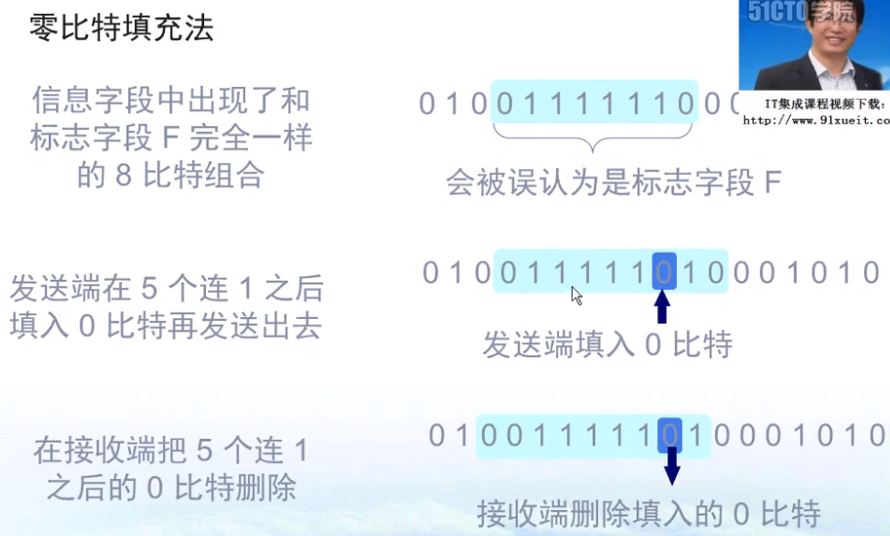 零比特填充法
51CTO学院
IT集成课程视频下载:
http://www.91xueit.co
信息字段中出现了和
标志字段 F 完全一样
的 8 比特组合
0 1 0 0 1 1 1 1 1 1 0 0 0
会被误认为是标志字段 F
发送端在 5 个连 1 之后
填入 0 比特再发送出去
0 1 0 0 1 1 1 1 1 0 1 0 0 0 1 0 1 0
发送端填入 0 比特
在接收端把 5 个连 1
之后的 0 比特删除
0 1 0 0 1 1 1 1 1 0 1 0 0 0 1 0 1 0
接收端删除填入的 0 比特